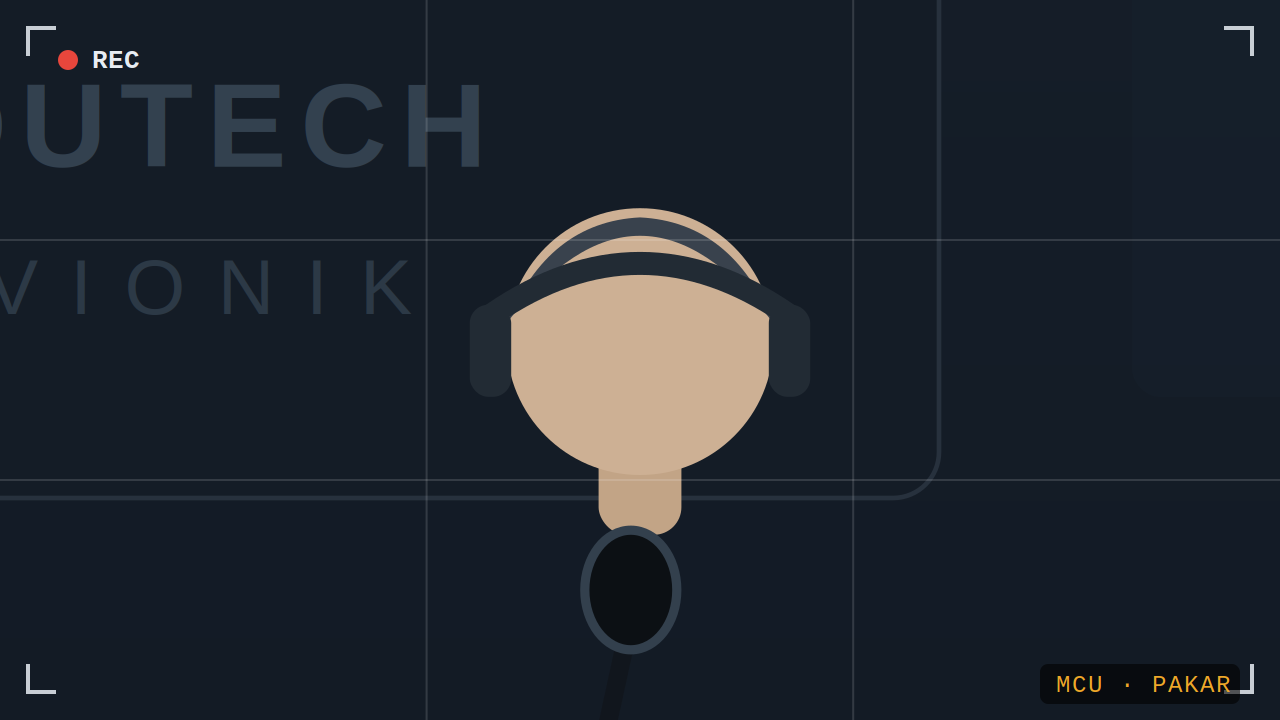 REC
UTECH
VIONIK
MCU · PAKAR